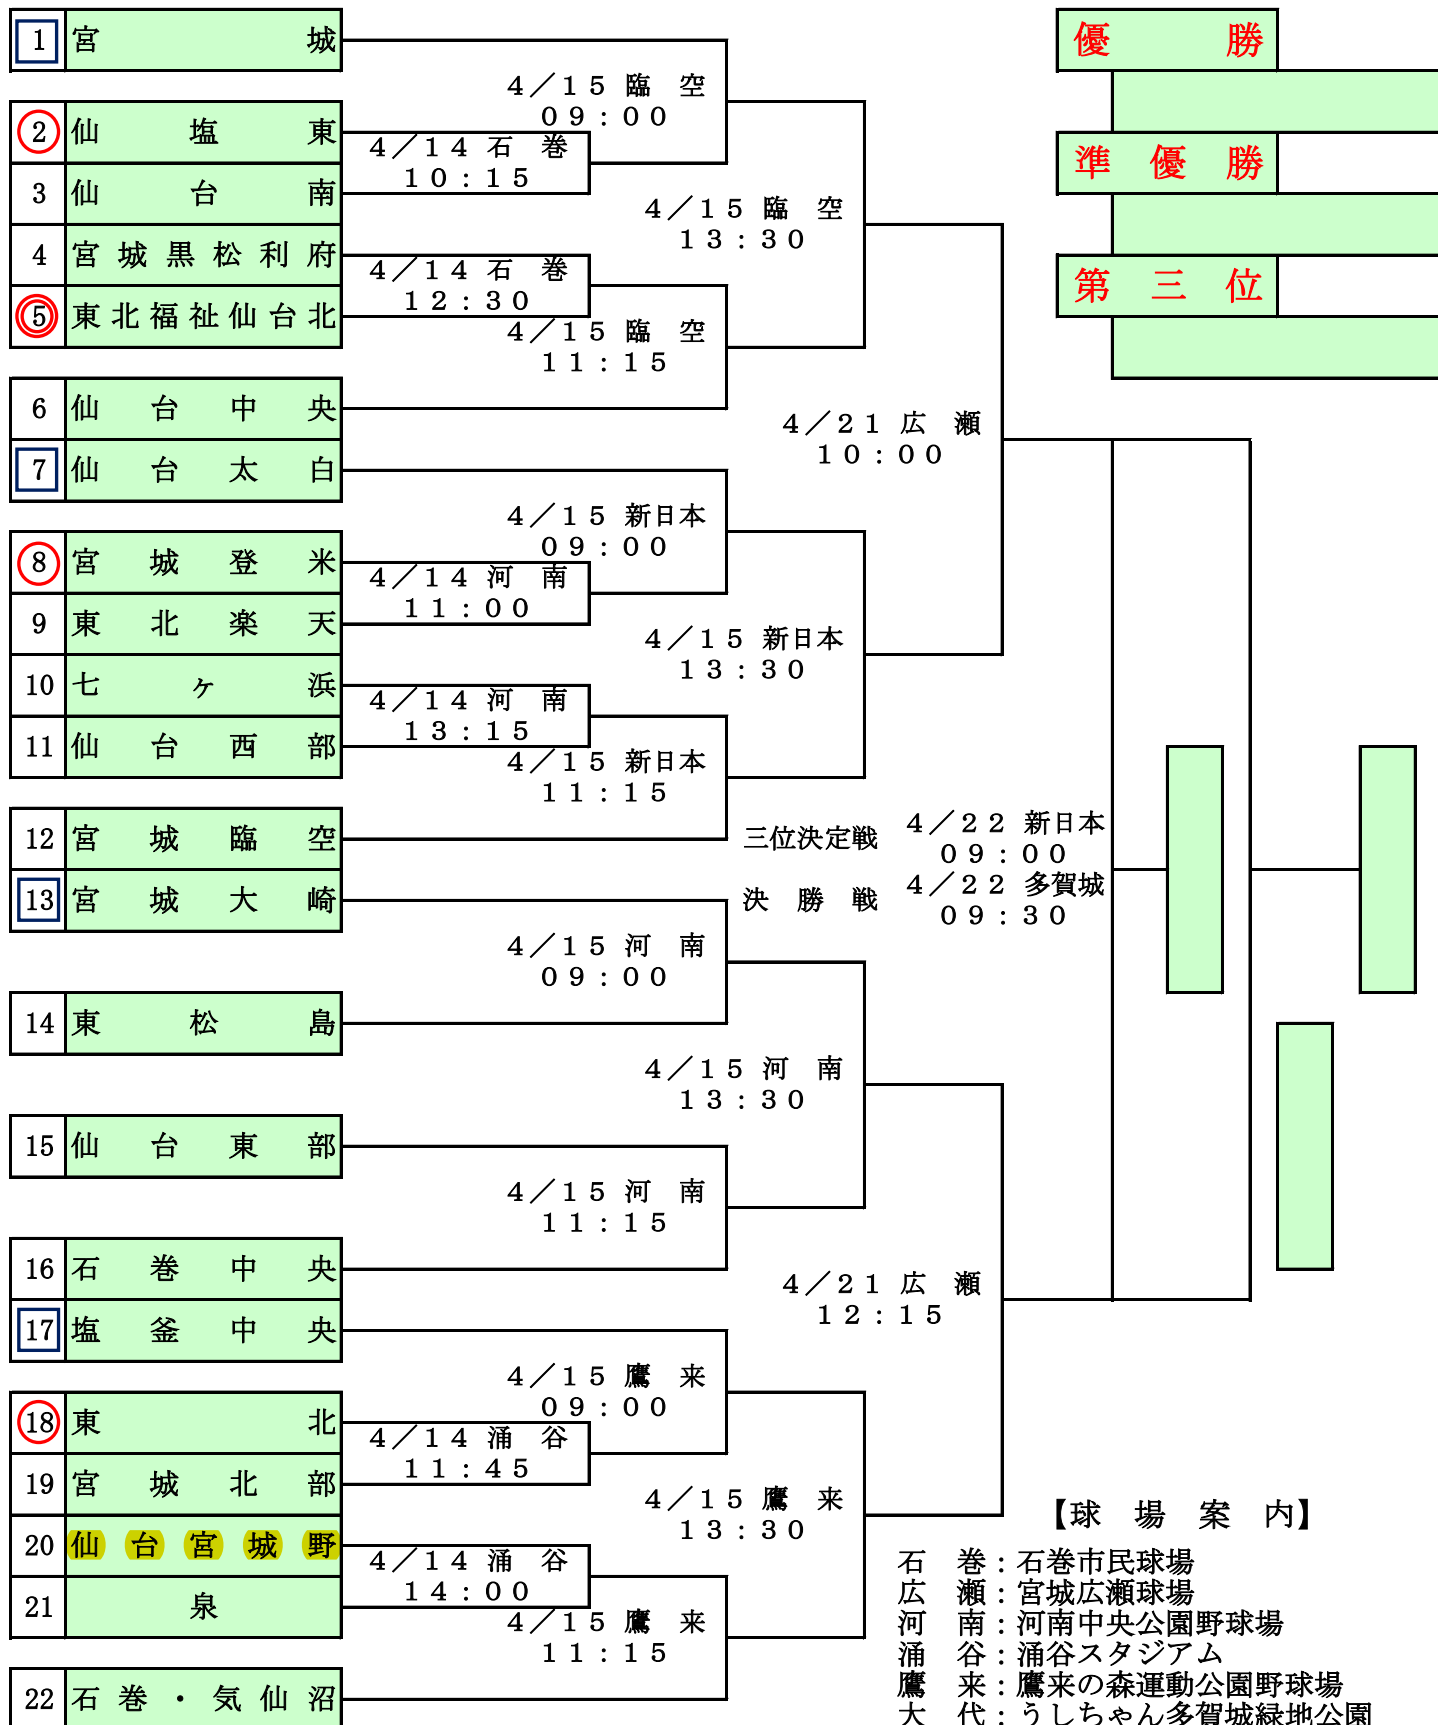 1 宮城
2 仙塩東
3 仙台南
4 宮城黒松利府
5 東北福祉仙台北
6 仙台中央
7 仙台太白
8 宮城登米
9 東北楽天
10 七ヶ浜
11 仙台西部
12 宮城臨空
13 宮城大崎
14 東松島
15 仙台東部
16 石巻中央
17 塩釜中央
18 東北
19 宮城北部
20 仙台宮城野
21 泉
22 石巻・気仙沼
4／14 石巻
10：15
4／14 石巻
12：30
4／14 河南
11：00
4／14 河南
13：15
4／14 涌谷
11：45
4／14 涌谷
14：00
4／15 臨空
09：00
4／15 臨空
11：15
4／15 新日本
09：00
4／15 新日本
11：15
4／15 河南
09：00
4／15 河南
11：15
4／15 鷹来
09：00
4／15 鷹来
11：15
4／15 臨空
13：30
4／15 新日本
13：30
4／15 河南
13：30
4／15 鷹来
13：30
4／21 広瀬
10：00
4／21 広瀬
12：15
三位決定戦 4／22 新日本
09：00
決勝戦 4／22 多賀城
09：30
優勝
準優勝
第三位
【球場案内】
石巻：石巻市民球場
広瀬：宮城広瀬球場
河南：河南中央公園野球場
涌谷：涌谷スタジアム
鷹来：鷹来の森運動公園野球場
大代：うしちゃん多賀城緑地公園